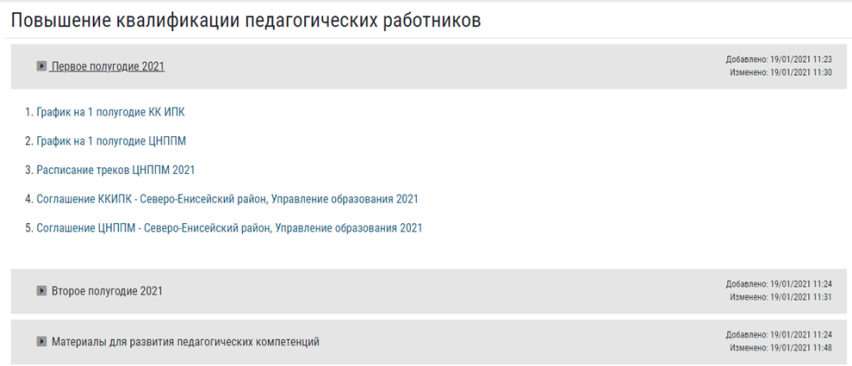 Повышение квалификации педагогических работников
Первое полугодие 2021
Добавлено: 19/01/2021 11:23
Изменено: 19/01/2021 11:30
1. График на 1 полугодие КК ИПК
2. График на 1 полугодие ЦНППМ
3. Расписание треков ЦНППМ 2021
4. Соглашение ККИПК - Северо-Енисейский район, Управление образования 2021
5. Соглашение ЦНППМ - Северо-Енисейский район, Управление образования 2021
Второе полугодие 2021
Добавлено: 19/01/2021 11:24
Изменено: 19/01/2021 11:31
Материалы для развития педагогических компетенций
Добавлено: 19/01/2021 11:24
Изменено: 19/01/2021 11:48